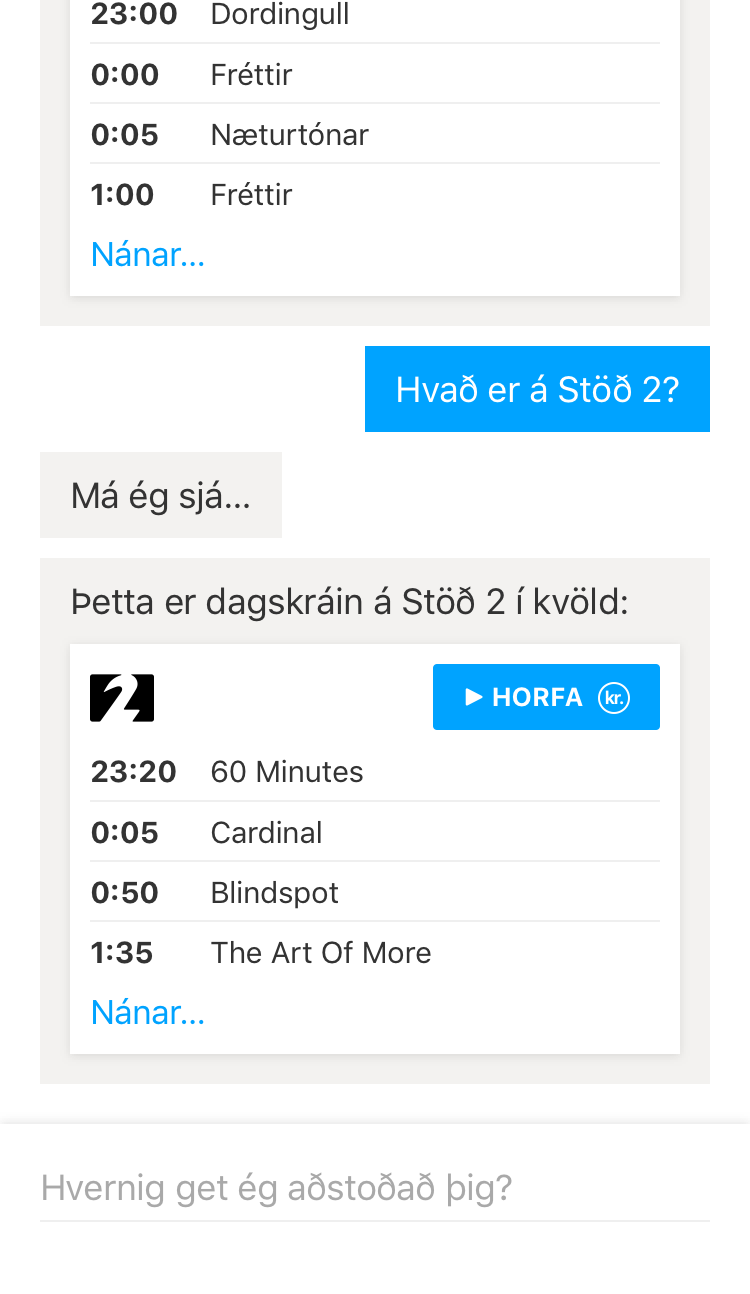 23:00 Dordingull
0:00 Fréttir
0:05 Næturtónar
1:00 Fréttir
Nánar...
Hvað er á Stöð 2?
Má ég sjá...
Þetta er dagskráin á Stöð 2 í kvöld:
2
HORFA kr.
23:20 60 Minutes
0:05 Cardinal
0:50 Blindspot
1:35 The Art Of More
Nánar...
Hvernig get ég aðstoðað þig?